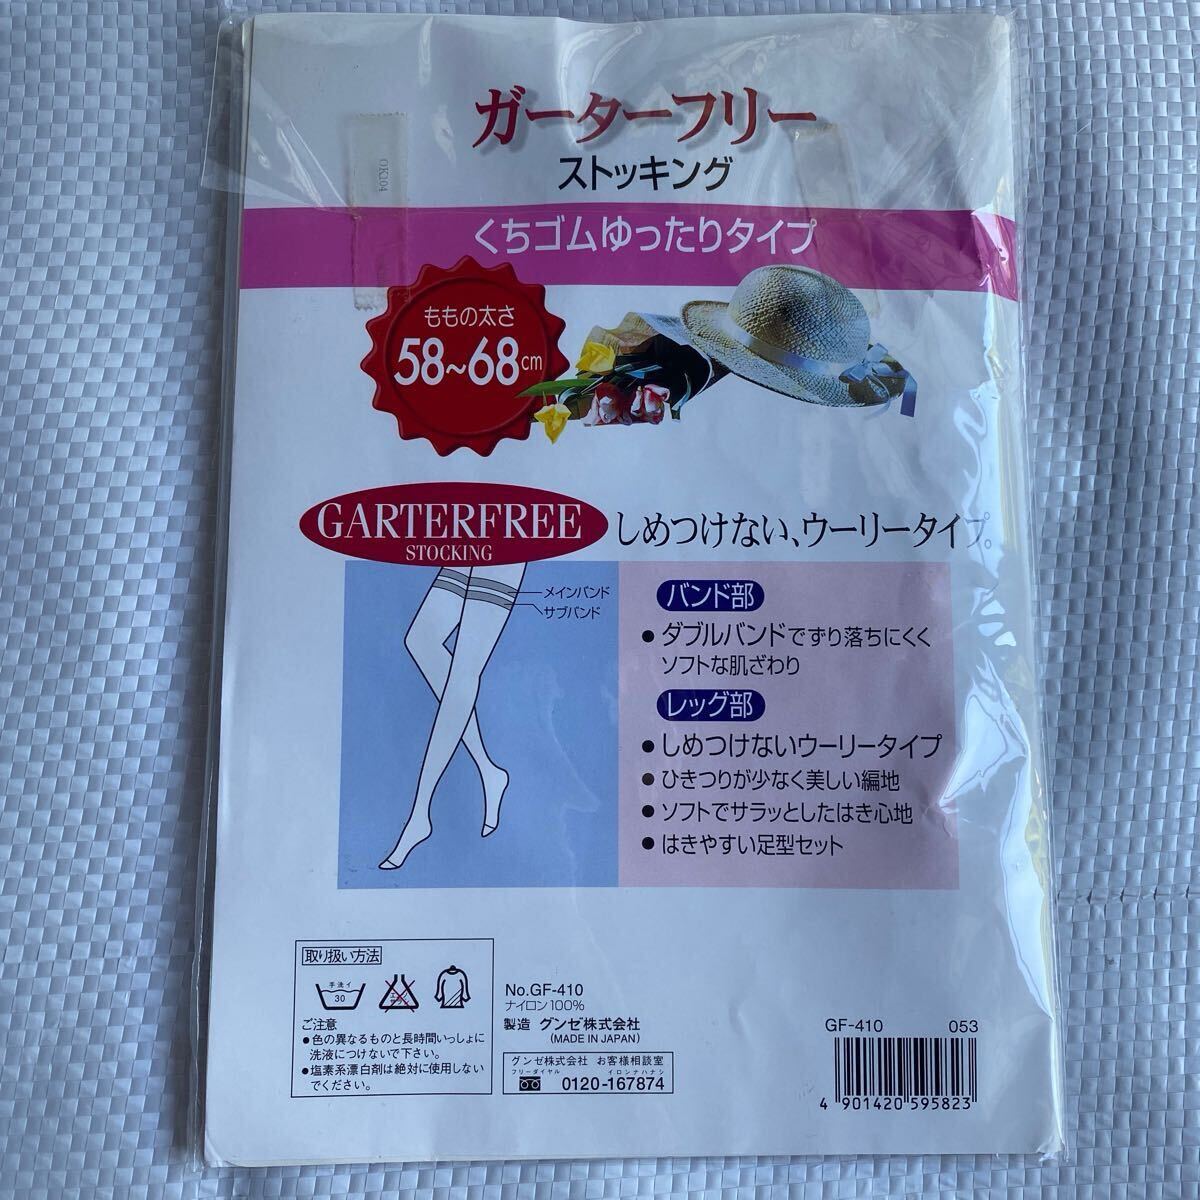 ガーターフリー
ストッキング
OK104
くちゴムゆったりタイプ
ももの太さ
58~68cm
GARTERFREE
STOCKING
しめつけない、ウーリータイプ。
メインバンド
サブバンド
バンド部
● ダブルバンドでずり落ちにくく
ソフトな肌ざわり
レッグ部
● しめつけないウーリータイプ
● ひきつりが少なく美しい編地
● ソフトでサラッとしたはき心地
● はきやすい足型セット
取り扱い方法
手洗イ
30
ご注意
●色の異なるものと長時間いっしょに
洗液につけないで下さい。
●塩素系漂白剤は絶対に使用しない
でください。
No.GF-410
ナイロン100%
製造 グンゼ株式会社
(MADE IN JAPAN)
グンゼ株式会社 お客様相談室
フリーダイヤル イロンナハナシ
0120-167874
GF-410 053
4 901420 595823